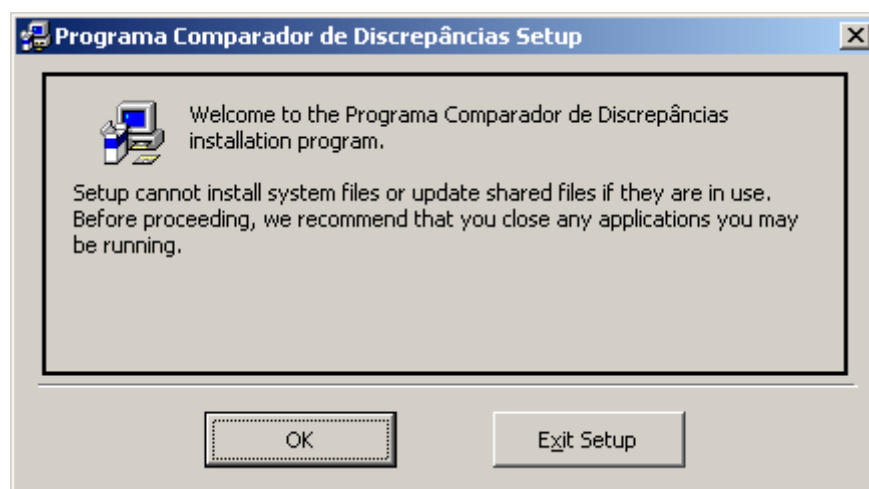 Programa Comparador de Discrepâncias Setup
Welcome to the Programa Comparador de Discrepâncias
installation program.
Setup cannot install system files or update shared files if they are in use.
Before proceeding, we recommend that you close any applications you may
be running.
OK
Exit Setup